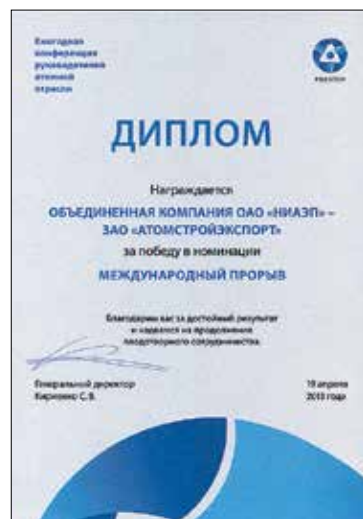 Ежегодная
конференция
руководителей
атомной
отрасли
РОСАТОМ
ДИПЛОМ
Награждается
ОБЪЕДИНЕННАЯ КОМПАНИЯ ОАО «НИАЭП» –
ЗАО «АТОМСТРОЙЭКСПОРТ»
за победу в номинации
МЕЖДУНАРОДНЫЙ ПРОРЫВ
Благодарим вас за достойный результат
и надеемся на продолжение
плодотворного сотрудничества.
Генеральный директор
Кириенко С. В.
19 апреля
2013 года